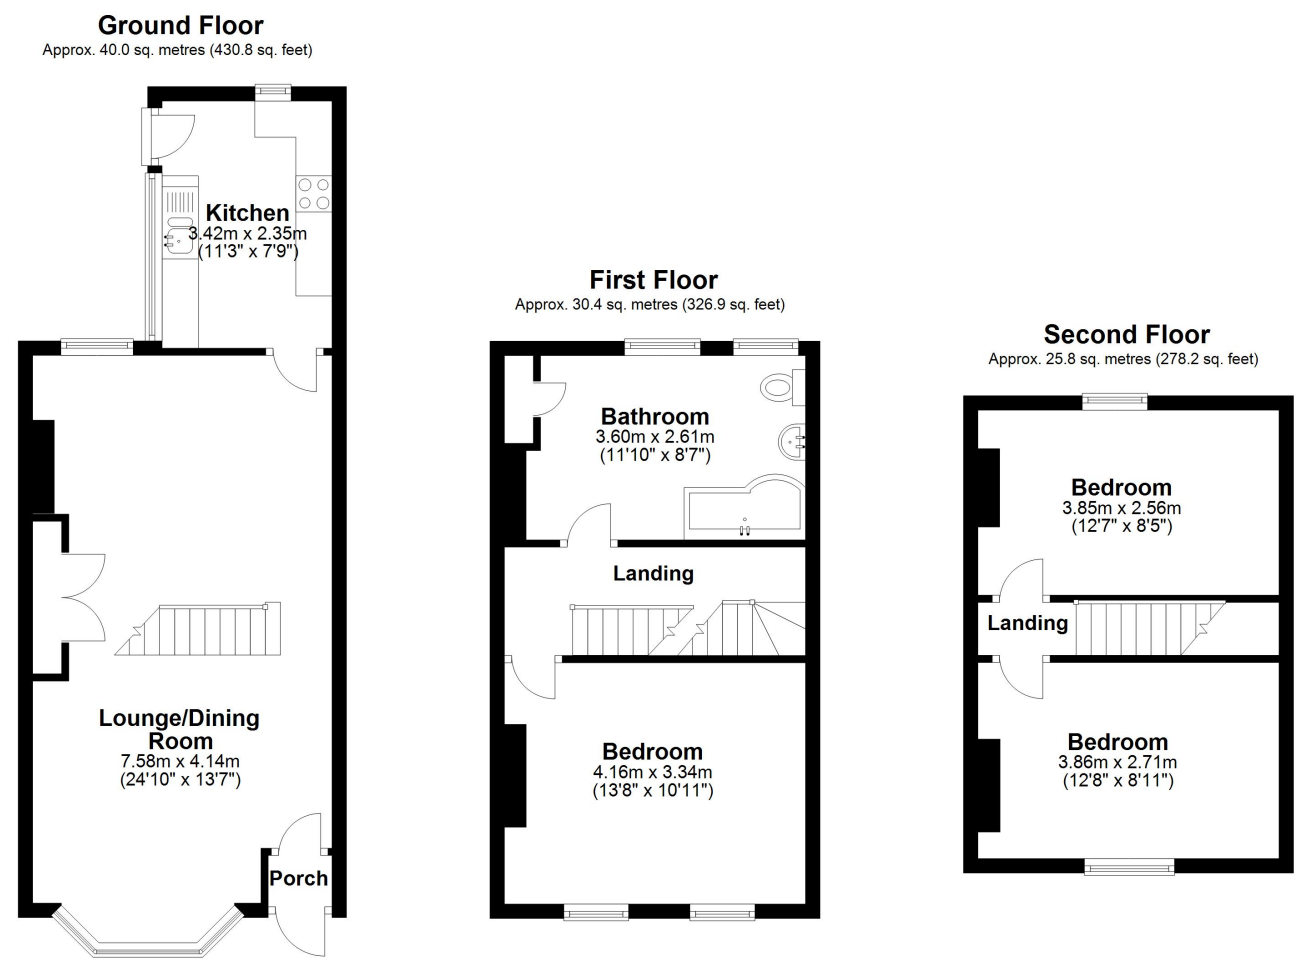 Ground Floor
Approx. 40.0 sq. metres (430.8 sq. feet)
Kitchen
3.42m x 2.35m
(11'3" x 7'9")
Lounge/Dining
Room
7.58m x 4.14m
(24'10" x 13'7")
Porch
First Floor
Approx. 30.4 sq. metres (326.9 sq. feet)
Bathroom
3.60m x 2.61m
(11'10" x 8'7")
Landing
Bedroom
4.16m x 3.34m
(13'8" x 10'11")
Second Floor
Approx. 25.8 sq. metres (278.2 sq. feet)
Bedroom
3.85m x 2.56m
(12'7" x 8'5")
Landing
Bedroom
3.86m x 2.71m
(12'8" x 8'11")